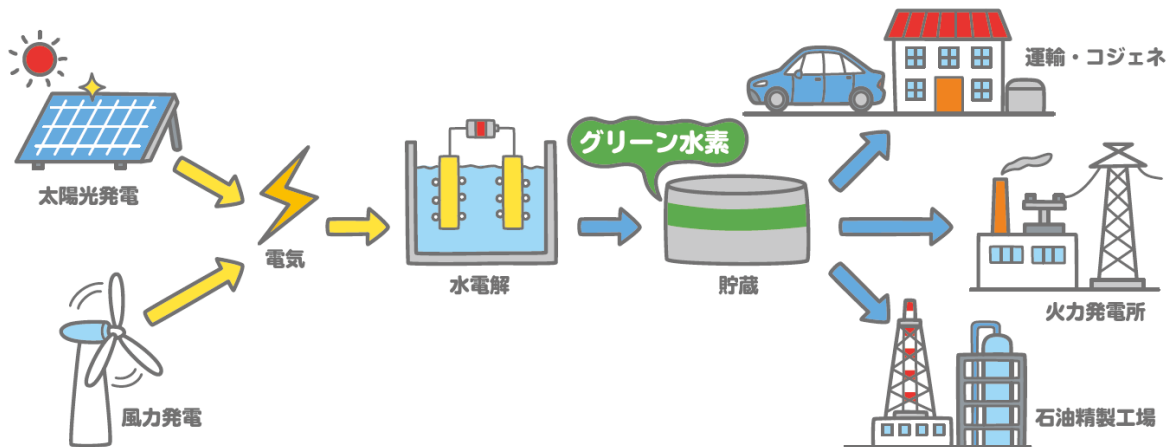 太陽光発電
風力発電
電気
水電解
グリーン水素
貯蔵
運輸・コジェネ
火力発電所
石油精製工場